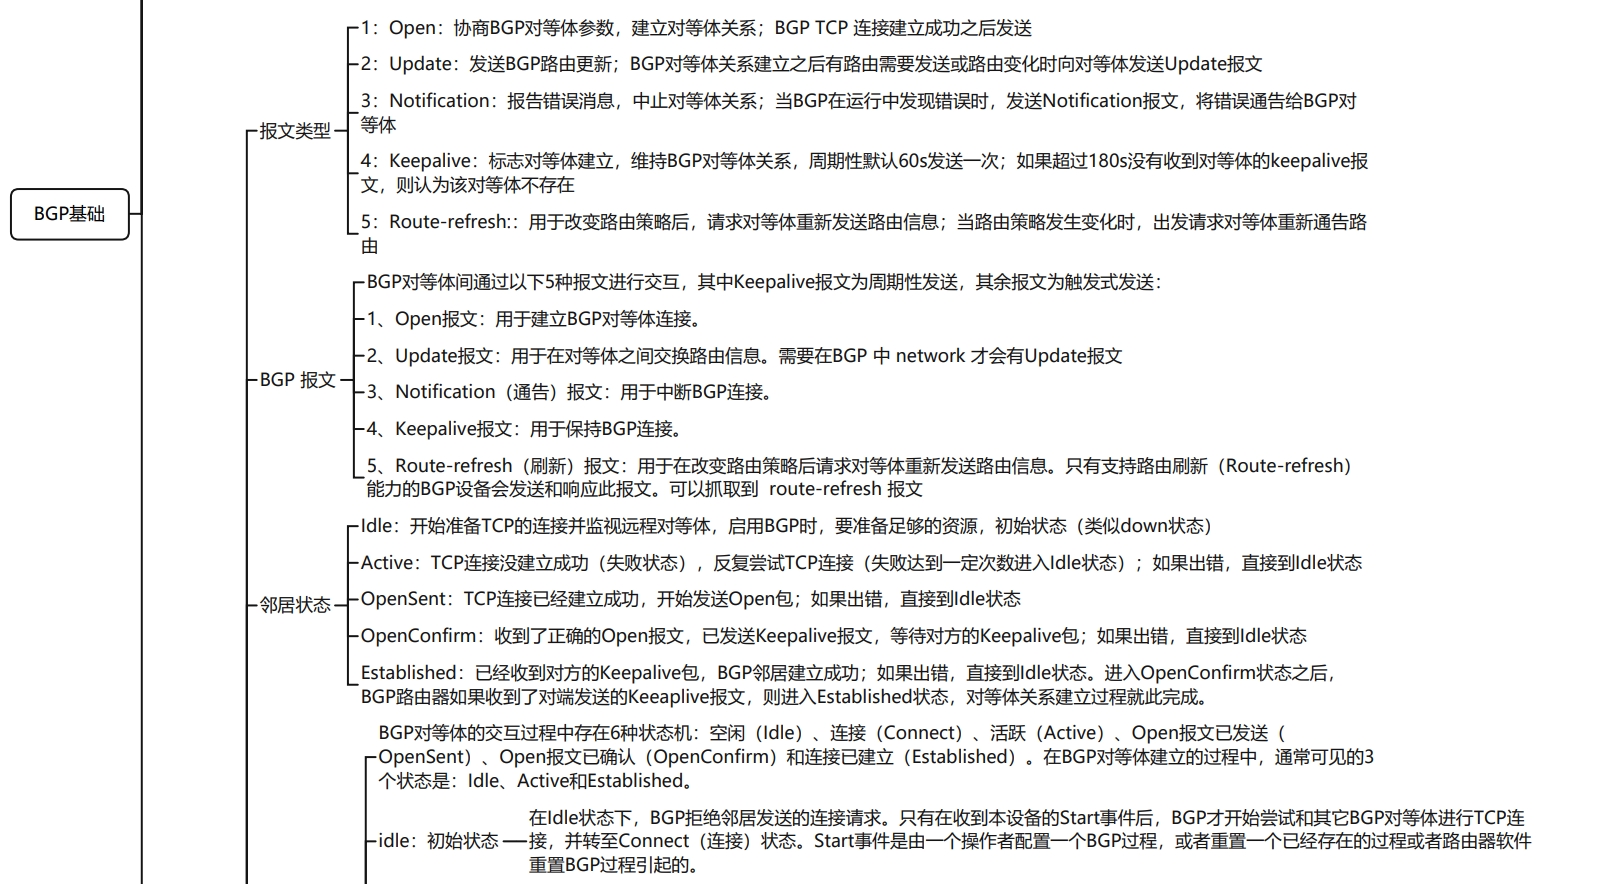 BGP基础
报文类型
1：Open：协商BGP对等体参数，建立对等体关系；BGP TCP 连接建立成功之后发送
2：Update：发送BGP路由更新；BGP对等体关系建立之后有路由需要发送或路由变化时向对等体发送Update报文
3：Notification：报告错误消息，中止对等体关系；当BGP在运行中发现错误时，发送Notification报文，将错误通告给BGP对
等体
4：Keepalive：标志对等体建立，维持BGP对等体关系，周期性默认60s发送一次；如果超过180s没有收到对等体的keepalive报
文，则认为该对等体不存在
5：Route-refresh:：用于改变路由策略后，请求对等体重新发送路由信息；当路由策略发生变化时，出发请求对等体重新通告路
由
BGP 报文
BGP对等体间通过以下5种报文进行交互，其中Keepalive报文为周期性发送，其余报文为触发式发送：
1、Open报文：用于建立BGP对等体连接。
2、Update报文：用于在对等体之间交换路由信息。需要在BGP 中 network 才会有Update报文
3、Notification（通告）报文：用于中断BGP连接。
4、Keepalive报文：用于保持BGP连接。
5、Route-refresh（刷新）报文：用于在改变路由策略后请求对等体重新发送路由信息。只有支持路由刷新（Route-refresh）
能力的BGP设备会发送和响应此报文。可以抓取到 route-refresh 报文
邻居状态
Idle：开始准备TCP的连接并监视远程对等体，启用BGP时，要准备足够的资源，初始状态（类似down状态）
Active：TCP连接没建立成功（失败状态），反复尝试TCP连接（失败达到一定次数进入Idle状态）；如果出错，直接到Idle状态
OpenSent：TCP连接已经建立成功，开始发送Open包；如果出错，直接到Idle状态
OpenConfirm：收到了正确的Open报文，已发送Keepalive报文，等待对方的Keepalive包；如果出错，直接到Idle状态
Established：已经收到对方的Keepalive包，BGP邻居建立成功；如果出错，直接到Idle状态。进入OpenConfirm状态之后，
BGP路由器如果收到了对端发送的Keeaplive报文，则进入Established状态，对等体关系建立过程就此完成。
BGP对等体的交互过程中存在6种状态机：空闲（Idle）、连接（Connect）、活跃（Active）、Open报文已发送（
OpenSent）、Open报文已确认（OpenConfirm）和连接已建立（Established）。在BGP对等体建立的过程中，通常可见的3
个状态是：Idle、Active和Established。
idle：初始状态
在Idle状态下，BGP拒绝邻居发送的连接请求。只有在收到本设备的Start事件后，BGP才开始尝试和其它BGP对等体进行TCP连
接，并转至Connect（连接）状态。Start事件是由一个操作者配置一个BGP过程，或者重置一个已经存在的过程或者路由器软件
重置BGP过程引起的。